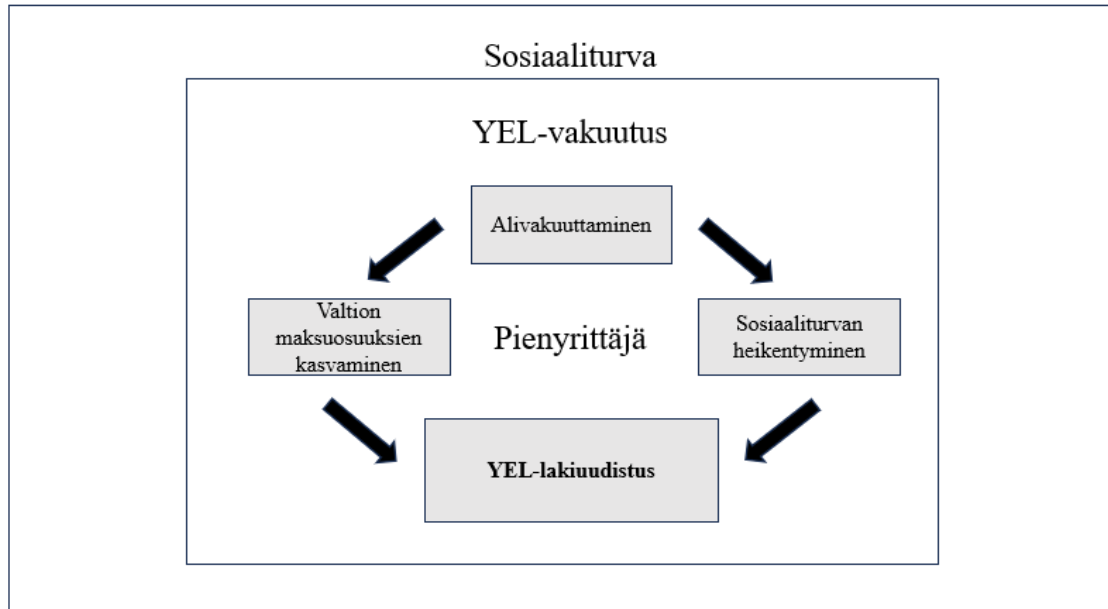 Sosiaaliturva
YEL-vakuutus
Alivakuuttaminen
Valtion
maksuosuuksien
kasvaminen
Pienyrittäjä
Sosiaaliturvan
heikentyminen
YEL-lakiuudistus